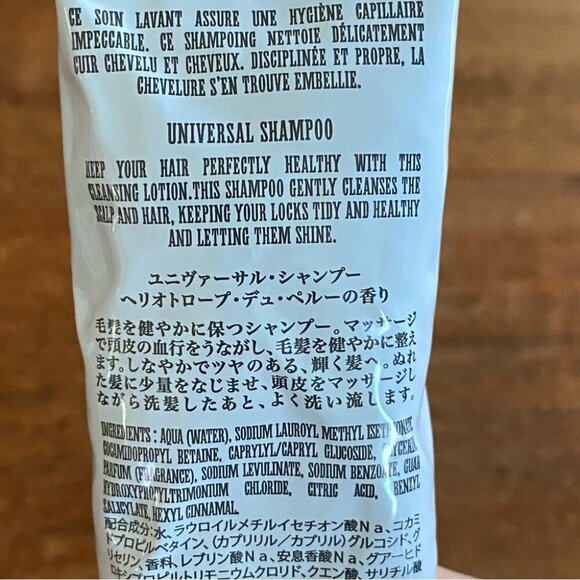 CE SOIN LAVANT ASSURE UNE HYGIÈNE CAPILLAIRE
IMPECCABLE. CE SHAMPOING NETTOIE DÉLICATEMENT
CUIR CHEVELU ET CHEVEUX. DISCIPLINÉE ET PROPRE, LA
CHEVELURE S'EN TROUVE EMBELLIE.
UNIVERSAL SHAMPOO
KEEP YOUR HAIR PERFECTLY HEALTHY WITH THIS
CLEANSING LOTION.THIS SHAMPOO GENTLY CLEANSES THE
SCALP AND HAIR, KEEPING YOUR LOCKS TIDY AND HEALTHY
AND LETTING THEM SHINE.
ユニヴァーサル・シャンプー
ヘリオトロープ・デュ・ペルーの香り
毛髪を健やかに保つシャンプー。マッサージ
で頭皮の血行をうながし、毛髪を健やかに整え
ます。しなやかでツヤのある、輝く髪へ。ぬれ
た髪に少量をなじませ、頭皮をマッサージし
ながら洗髪したあと、よく洗い流します。
INGREDIENTS : AQUA (WATER), SODIUM LAUROYL METHYL ISETHIONATE,
COCAMIDOPROPYL BETAINE, CAPRYLYL/CAPRYL GLUCOSIDE, GLYCERIN,
PARFUM (FRAGRANCE), SODIUM LEVULINATE, SODIUM BENZOATE, GUAR
HYDROXYPROPYLTRIMONIUM CHLORIDE, CITRIC ACID, BENZYL
SALICYLATE, HEXYL CINNAMAL.
配合成分:水、ラウロイルメチルイセチオン酸Na、コカミ
ドプロピルベタイン、(カプリリル/カプリル)グルコシド、グ
リセリン、香料、レブリン酸Na、安息香酸Na、グアーヒド
ロキシプロピルトリモニウムクロリド、クエン酸、サリチル酸